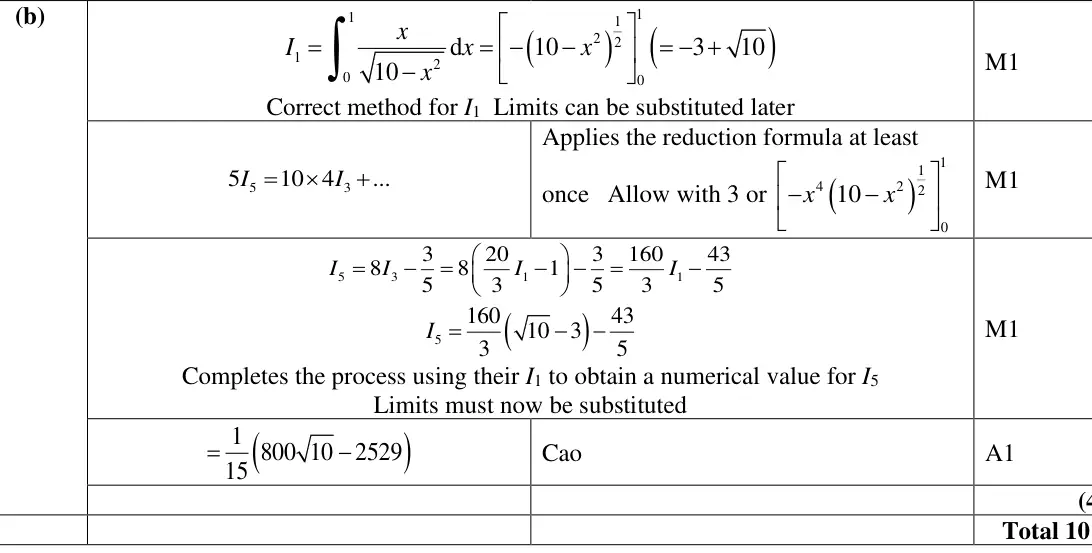 (b)
I₁ = ∫₀¹ x/√(10 − x²) dx = [−(10 − x²)^(1/2)]₀¹ (= −3 + √10)
Correct method for I₁ Limits can be substituted later
M1
5I₅ = 10 × 4I₃ + ...
Applies the reduction formula at least
once Allow with 3 or [−x⁴(10 − x²)^(1/2)]₀¹
M1
I₅ = 8I₃ − 3/5 = 8(20/3 I₁ − 1) − 3/5 = 160/3 I₁ − 43/5
I₅ = 160/3 (√10 − 3) − 43/5
Completes the process using their I₁ to obtain a numerical value for I₅
Limits must now be substituted
M1
= 1/15 (800√10 − 2529)
Cao
A1
(4
Total 10